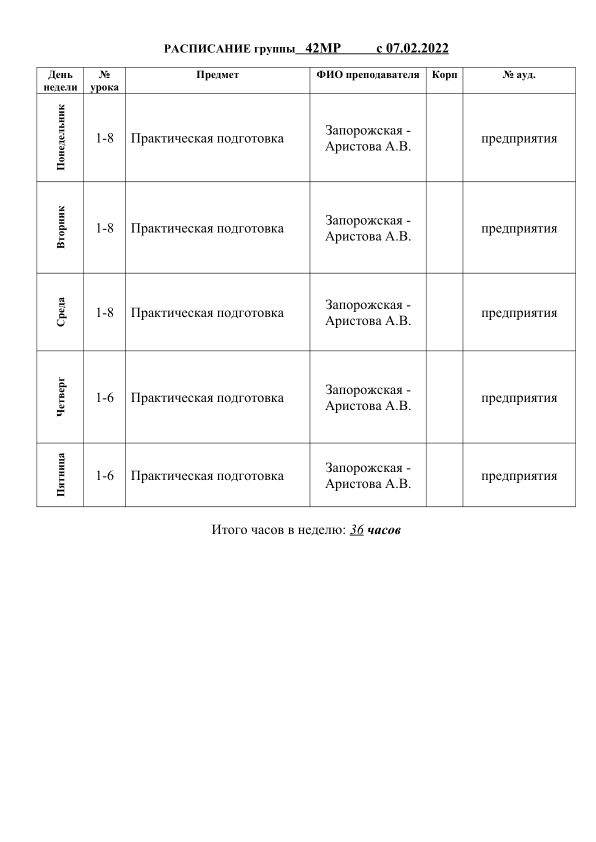 РАСПИСАНИЕ группы 42МР с 07.02.2022
День недели № урока Предмет ФИО преподавателя Корп № ауд.
Понедельник 1-8 Практическая подготовка Запорожская - Аристова А.В. предприятия
Вторник 1-8 Практическая подготовка Запорожская - Аристова А.В. предприятия
Среда 1-8 Практическая подготовка Запорожская - Аристова А.В. предприятия
Четверг 1-6 Практическая подготовка Запорожская - Аристова А.В. предприятия
Пятница 1-6 Практическая подготовка Запорожская - Аристова А.В. предприятия
Итого часов в неделю: 36 часов